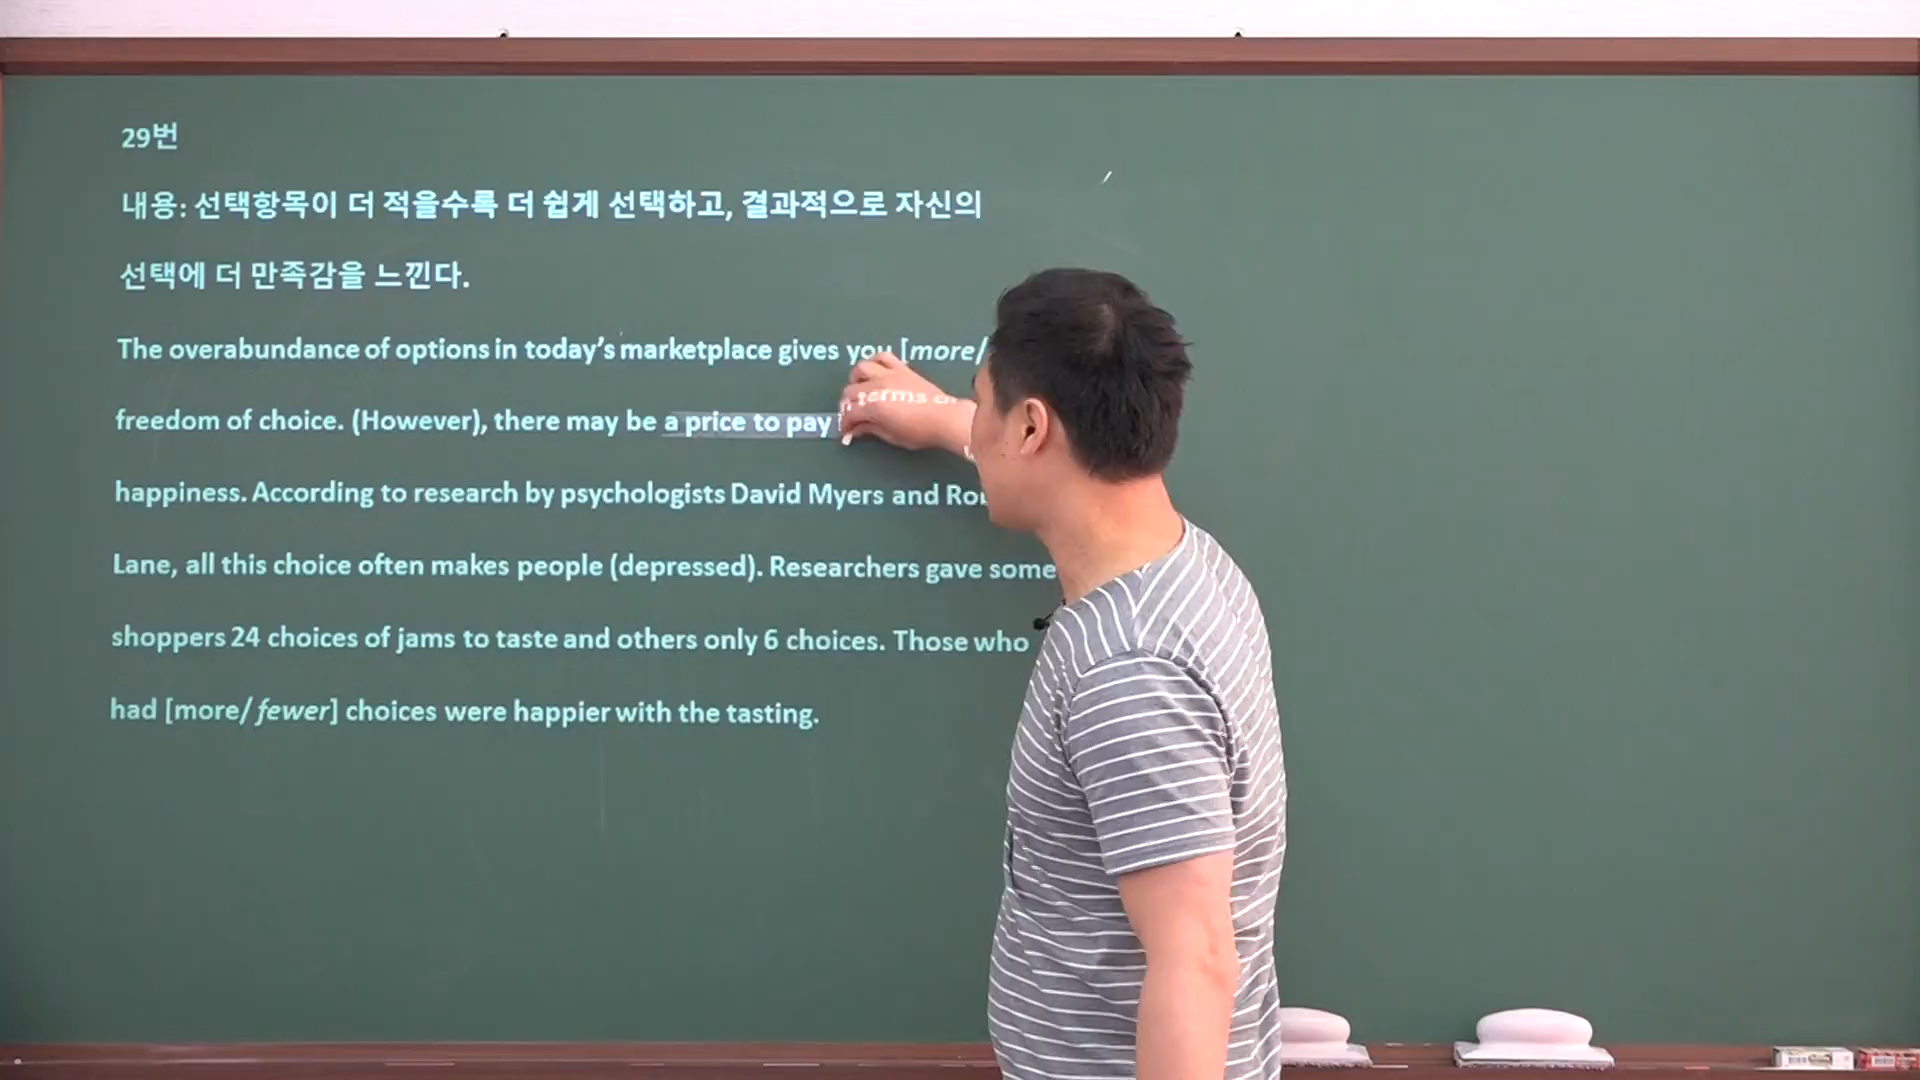 29번
내용: 선택항목이 더 적을수록 더 쉽게 선택하고, 결과적으로 자신의
선택에 더 만족감을 느낀다.
The overabundance of options in today's marketplace gives you [more/
freedom of choice. (However), there may be a price to pay in terms of
happiness. According to research by psychologists David Myers and
Lane, all this choice often makes people (depressed). Researchers gave some
shoppers 24 choices of jams to taste and others only 6 choices. Those who
had [more/ fewer] choices were happier with the tasting.